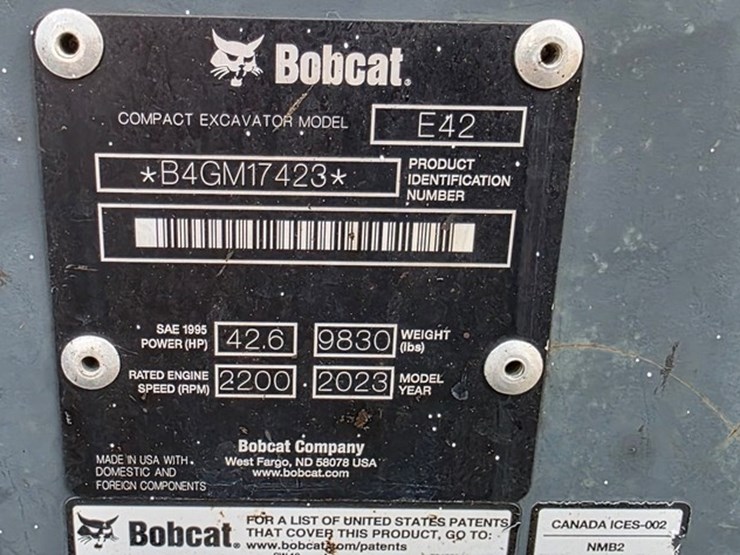 Bobcat®
COMPACT EXCAVATOR MODEL E42
*B4GM17423* PRODUCT IDENTIFICATION NUMBER
SAE 1995 POWER (HP) 42.6 9830 WEIGHT (lbs)
RATED ENGINE SPEED (RPM) 2200 2023 MODEL YEAR
Bobcat Company
West Fargo, ND 58078 USA
www.bobcat.com
MADE IN USA WITH
DOMESTIC AND
FOREIGN COMPONENTS
Bobcat®
FOR A LIST OF UNITED STATES PATENTS
THAT COVER THIS PRODUCT, GO TO:
www.bobcat.com/patents
CANADA ICES-002
NMB2